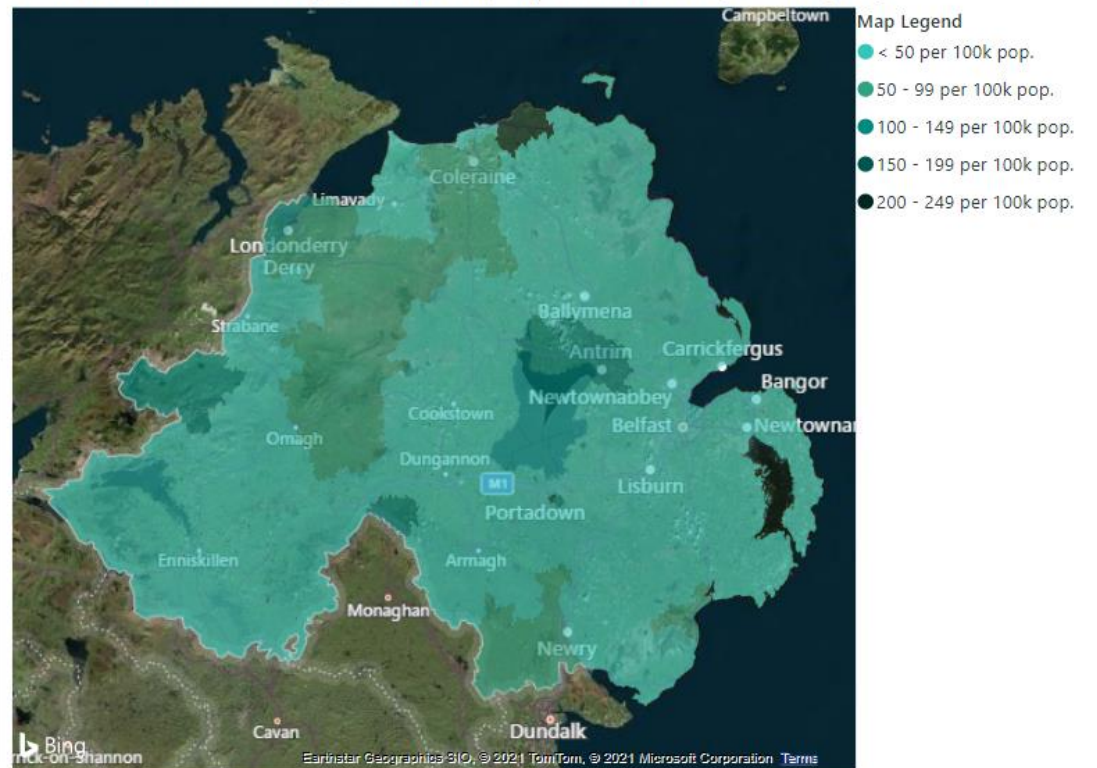 Campbeltown
Map Legend
< 50 per 100k pop.
50 - 99 per 100k pop.
100 - 149 per 100k pop.
150 - 199 per 100k pop.
200 - 249 per 100k pop.
Coleraine
Limavady
Londonderry
Derry
Ballymena
Strabane
Antrim
Carrickfergus
Bangor
Newtownabbey
Cookstown
Belfast
Newtownar
Omagh
Dungannon
M1
Lisburn
Portadown
Enniskillen
Armagh
Monaghan
Newry
Cavan
Dundalk
Bing
rrick-on-Shannon
Earthstar Geographics SIO, © 2021 TomTom, © 2021 Microsoft Corporation Terms